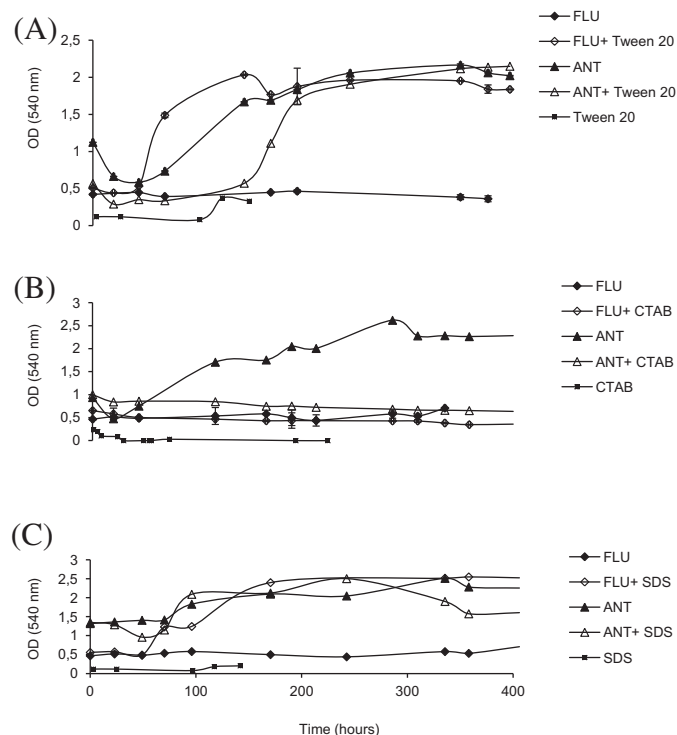 (A)
OD (540 nm)
2,5
2
1,5
1
0,5
0
FLU
FLU+ Tween 20
ANT
ANT+ Tween 20
Tween 20
(B)
OD (540 nm)
3
2,5
2
1,5
1
0,5
0
FLU
FLU+ CTAB
ANT
ANT+ CTAB
CTAB
(C)
OD (540 nm)
3
2,5
2
1,5
1
0,5
0
0 100 200 300 400
Time (hours)
FLU
FLU+ SDS
ANT
ANT+ SDS
SDS